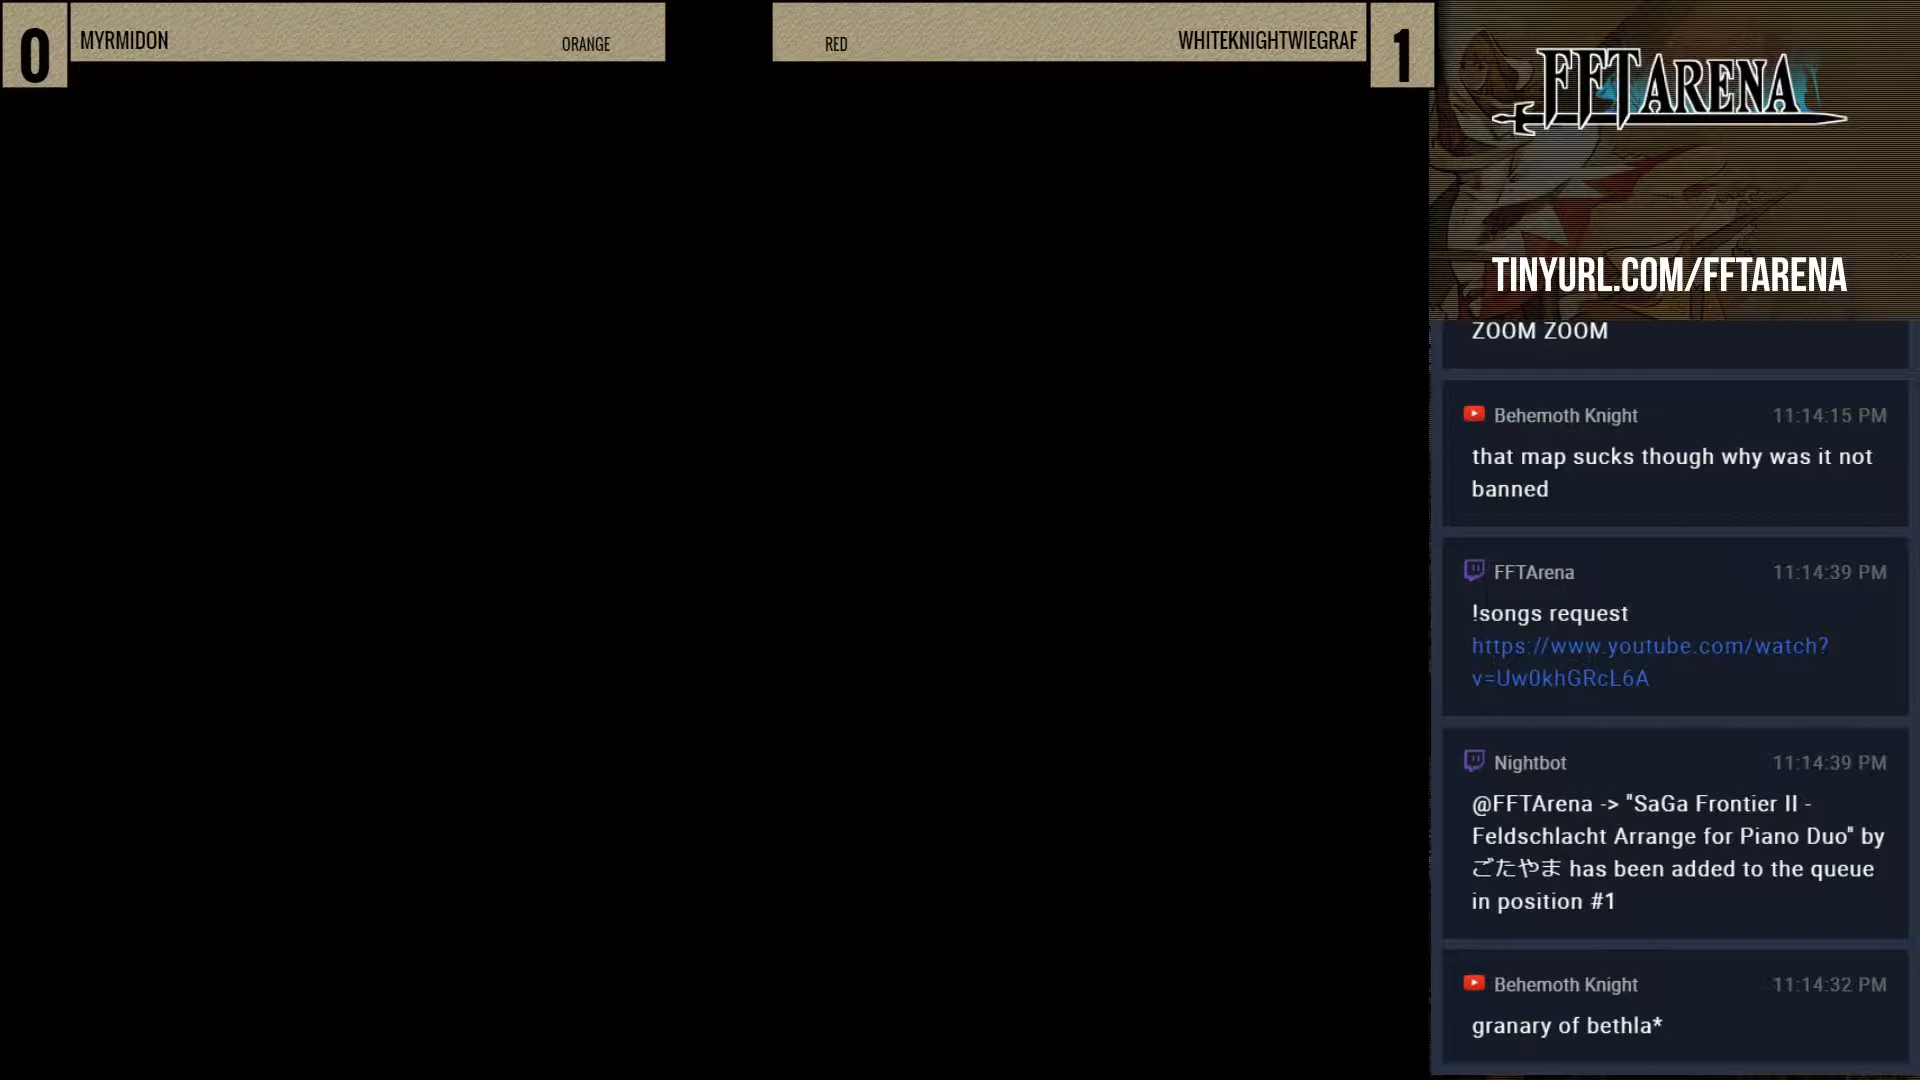 0
MYRMIDON
ORANGE
RED
WHITEKNIGHTWIEGRAF
1
FFTARENA
TINYURL.COM/FFTARENA
ZOOM ZOOM
Behemoth Knight 11:14:15 PM
that map sucks though why was it not
banned
FFTArena 11:14:39 PM
!songs request
https://www.youtube.com/watch?
v=Uw0khGRcL6A
Nightbot 11:14:39 PM
@FFTArena -> "SaGa Frontier II -
Feldschlacht Arrange for Piano Duo" by
ごたやま has been added to the queue
in position #1
Behemoth Knight 11:14:32 PM
granary of bethla*